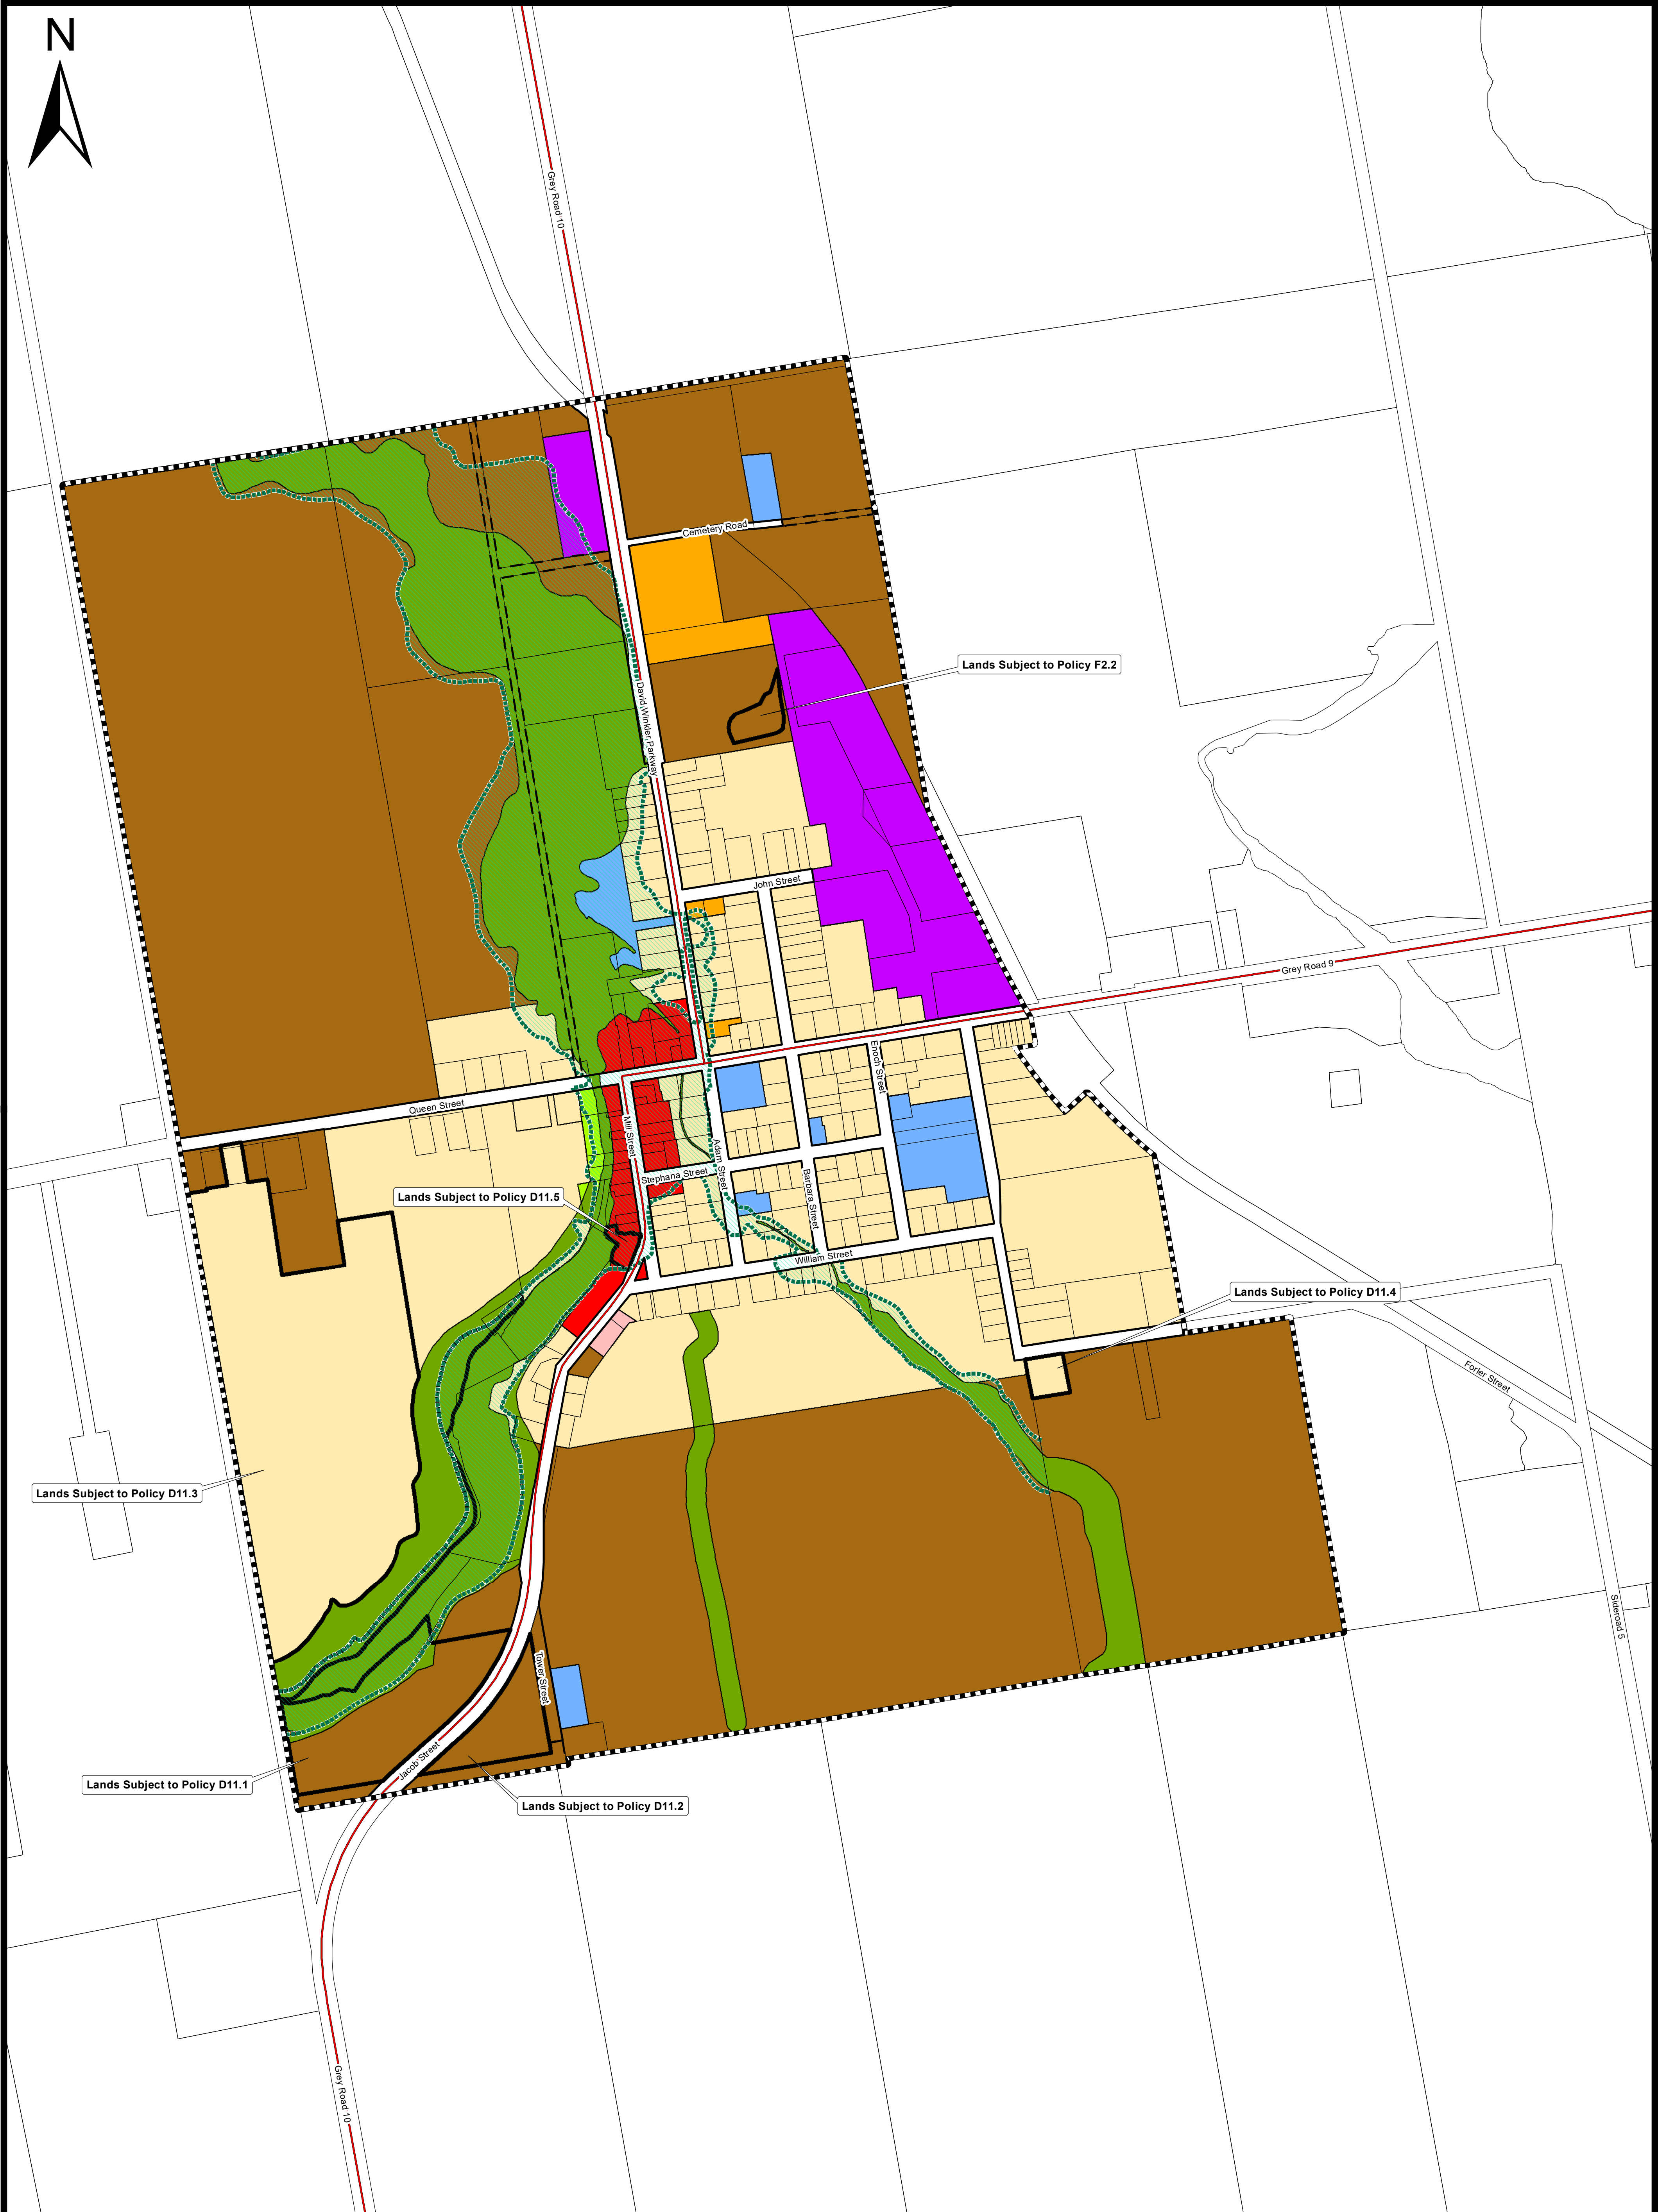 N
Grey Road 10
Cemetery Road
Lands Subject to Policy F2.2
David Winkler Parkway
John Street
Grey Road 9
Enoch Street
Queen Street
Mill Street
Adam Street
Stephana Street
Barbara Street
Lands Subject to Policy D11.5
William Street
Lands Subject to Policy D11.4
Forler Street
Lands Subject to Policy D11.3
Sideroad 5
Tower Street
Jacob Street
Lands Subject to Policy D11.1
Lands Subject to Policy D11.2
Grey Road 10